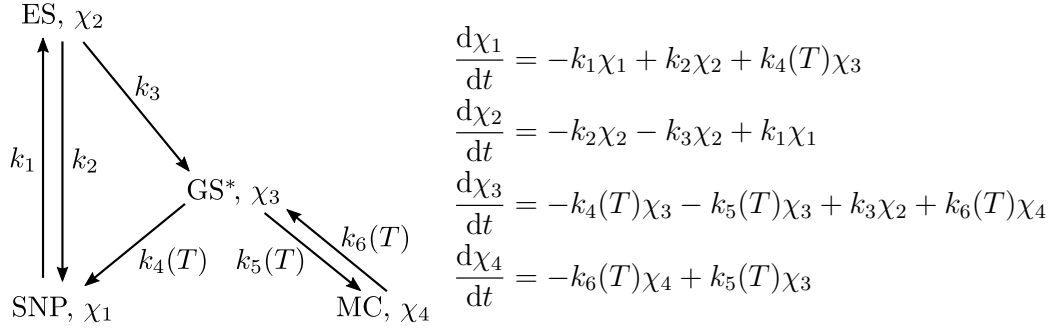 ES, χ₂
k₃
k₁
k₂
GS*, χ₃
k₄(T)
k₅(T)
k₆(T)
SNP, χ₁
MC, χ₄
dχ₁/dt = −k₁χ₁ + k₂χ₂ + k₄(T)χ₃
dχ₂/dt = −k₂χ₂ − k₃χ₂ + k₁χ₁
dχ₃/dt = −k₄(T)χ₃ − k₅(T)χ₃ + k₃χ₂ + k₆(T)χ₄
dχ₄/dt = −k₆(T)χ₄ + k₅(T)χ₃